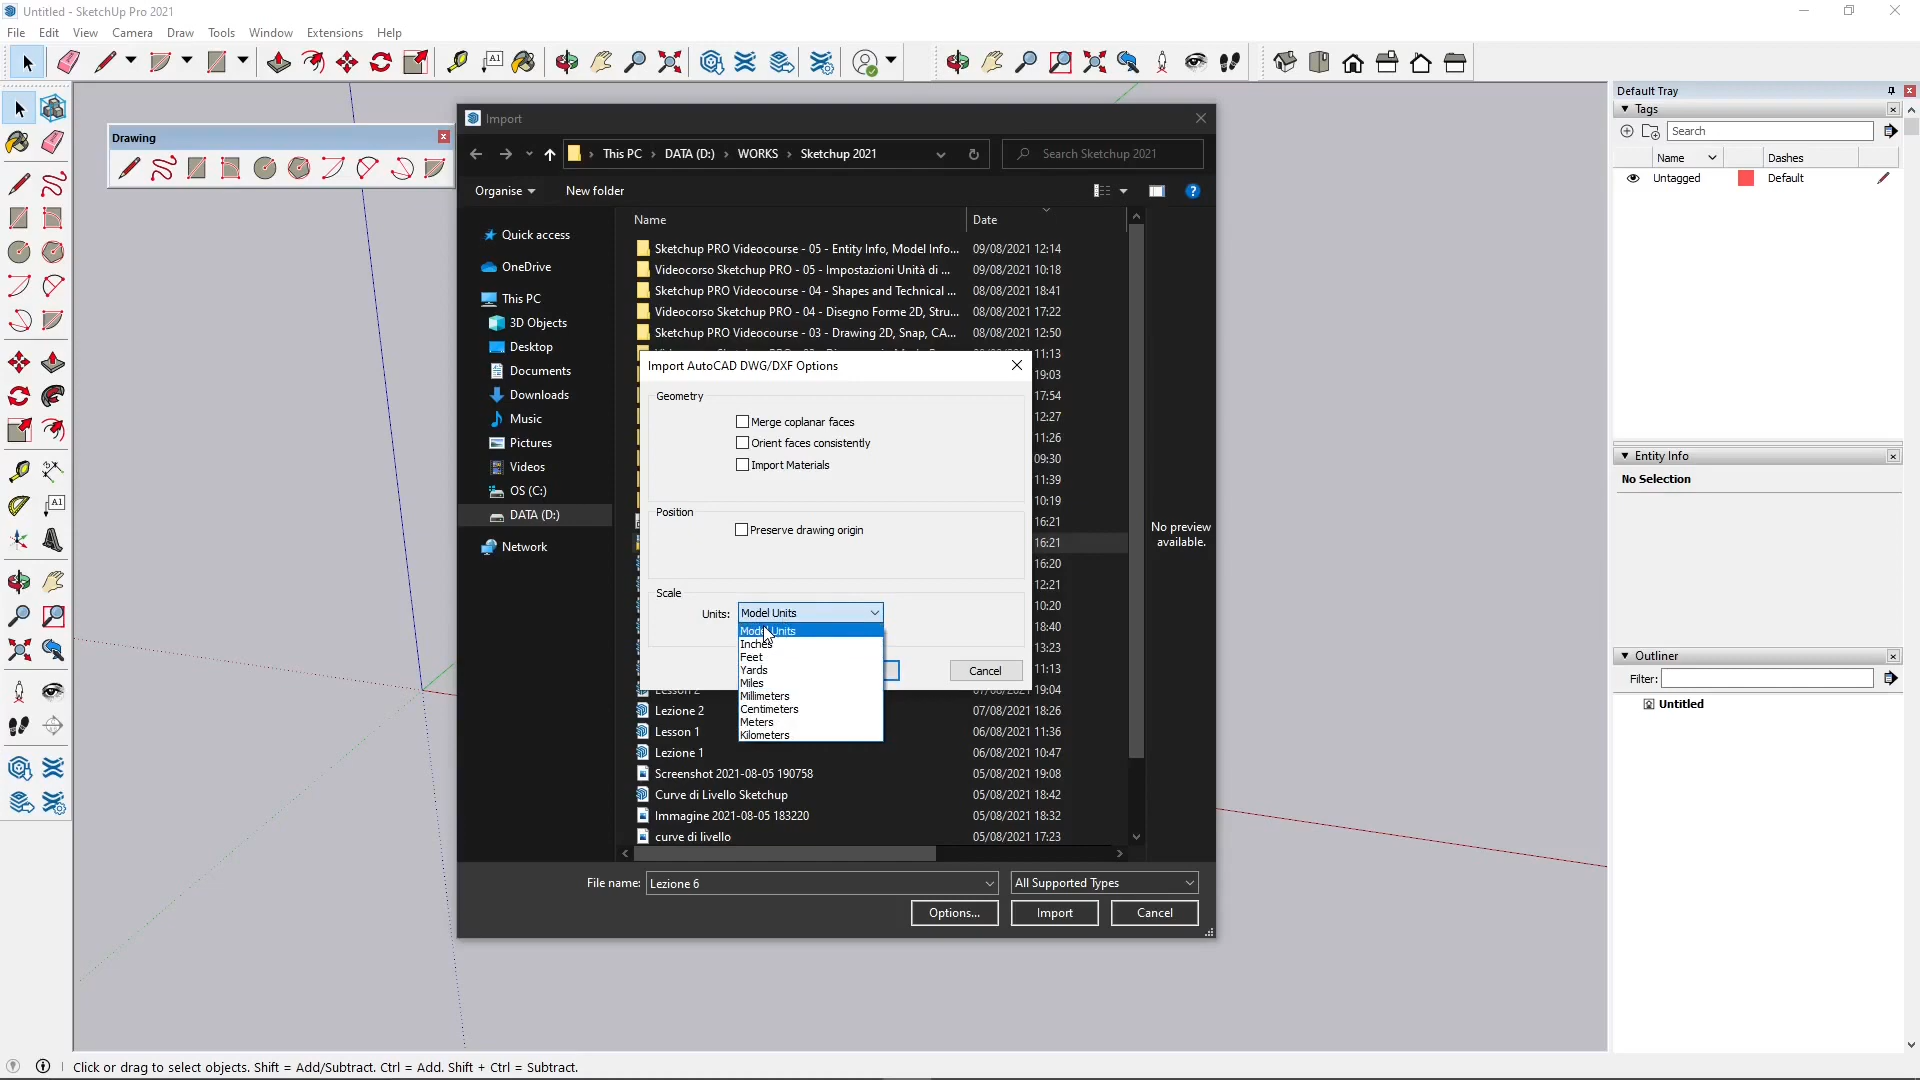 Untitled - SketchUp Pro 2021
File Edit View Camera Draw Tools Window Extensions Help
A1
Default Tray
Tags
Search
Name Dashes
Untagged Default
Entity Info
No Selection
Outliner
Filter:
Untitled
Drawing
A1
Import
This PC DATA (D:) WORKS Sketchup 2021
Search Sketchup 2021
Organise New folder
Name Date
Quick access
OneDrive
This PC
3D Objects
Desktop
Documents
Downloads
Music
Pictures
Videos
OS (C:)
DATA (D:)
Network
Sketchup PRO Videocourse - 05 - Entity Info, Model Info... 09/08/2021 12:14
Videocorso Sketchup PRO - 05 - Impostazioni Unità di ... 09/08/2021 10:18
Sketchup PRO Videocourse - 04 - Shapes and Technical ... 08/08/2021 18:41
Videocorso Sketchup PRO - 04 - Disegno Forme 2D, Stru... 08/08/2021 17:22
Sketchup PRO Videocourse - 03 - Drawing 2D, Snap, CA... 08/08/2021 12:50
11:13
19:03
17:54
12:27
11:26
09:30
11:39
10:19
16:21
16:21
16:20
12:21
10:20
18:40
13:23
11:13
Lesson 2 07/08/2021 19:04
Lezione 2 07/08/2021 18:26
Lesson 1 06/08/2021 11:36
Lezione 1 06/08/2021 10:47
Screenshot 2021-08-05 190758 05/08/2021 19:08
Curve di Livello Sketchup 05/08/2021 18:42
Immagine 2021-08-05 183220 05/08/2021 18:32
curve di livello 05/08/2021 17:23
No preview
available.
Import AutoCAD DWG/DXF Options
Geometry
Merge coplanar faces
Orient faces consistently
Import Materials
Position
Preserve drawing origin
Scale
Units: Model Units
Model Units
Inches
Feet
Yards
Miles
Millimeters
Centimeters
Meters
Kilometers
Cancel
File name: Lezione 6 All Supported Types
Options... Import Cancel
Click or drag to select objects. Shift = Add/Subtract. Ctrl = Add. Shift + Ctrl = Subtract.